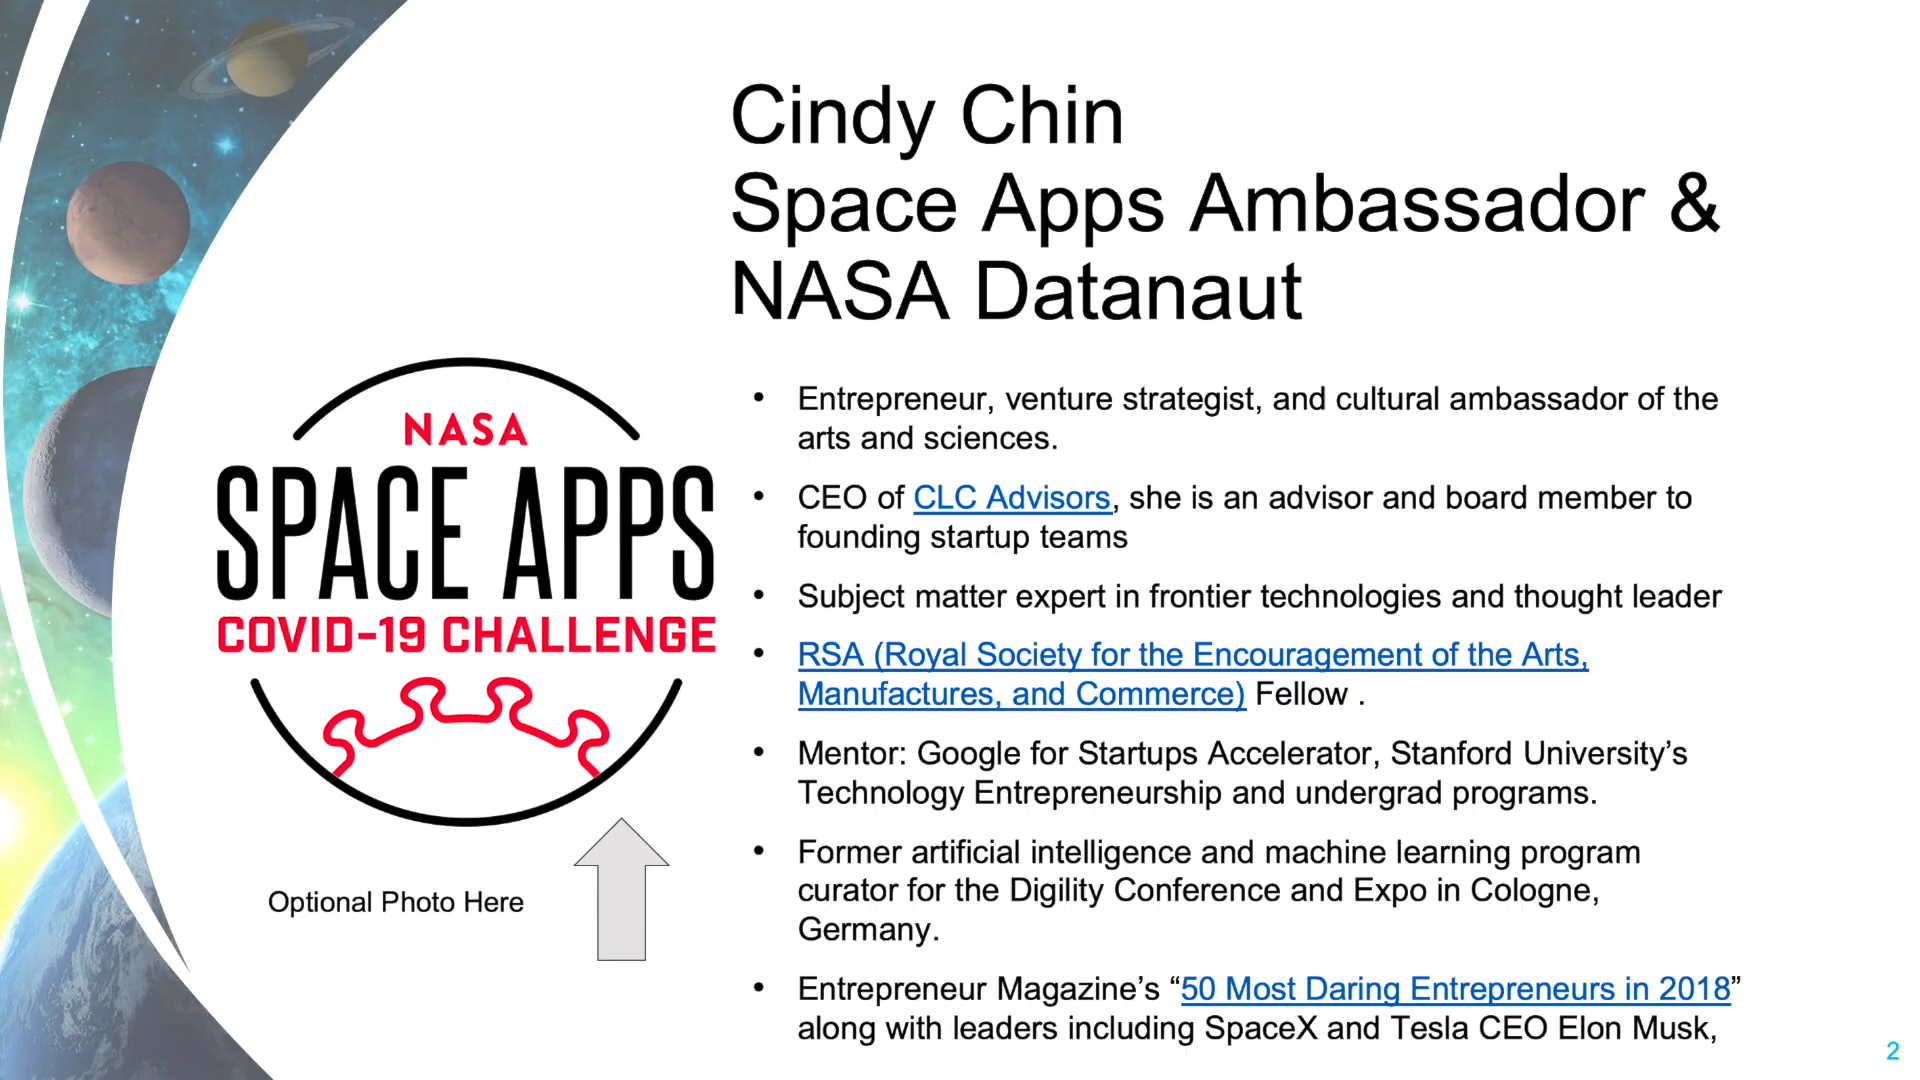 Cindy Chin
Space Apps Ambassador &
NASA Datanaut
NASA
SPACE APPS
COVID-19 CHALLENGE
Optional Photo Here
• Entrepreneur, venture strategist, and cultural ambassador of the
arts and sciences.
• CEO of CLC Advisors, she is an advisor and board member to
founding startup teams
• Subject matter expert in frontier technologies and thought leader
• RSA (Royal Society for the Encouragement of the Arts,
Manufactures, and Commerce) Fellow .
• Mentor: Google for Startups Accelerator, Stanford University’s
Technology Entrepreneurship and undergrad programs.
• Former artificial intelligence and machine learning program
curator for the Digility Conference and Expo in Cologne,
Germany.
• Entrepreneur Magazine’s “50 Most Daring Entrepreneurs in 2018”
along with leaders including SpaceX and Tesla CEO Elon Musk,
2